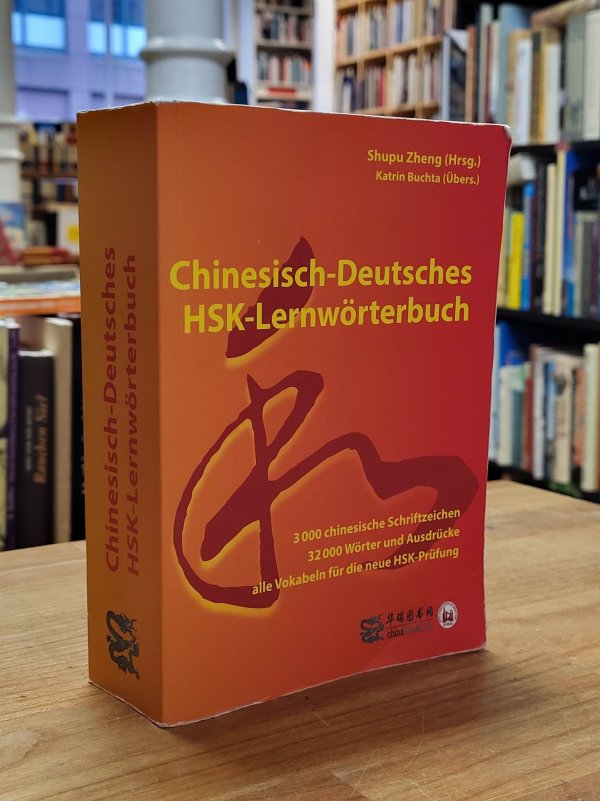 Shupu Zheng (Hrsg.)
Katrin Buchta (Übers.)
Chinesisch-Deutsches
HSK-Lernwörterbuch
3 000 chinesische Schriftzeichen
32 000 Wörter und Ausdrücke
alle Vokabeln für die neue HSK-Prüfung
华瑞图书网
Chinesisch-Deutsches
HSK-Lernwörterbuch